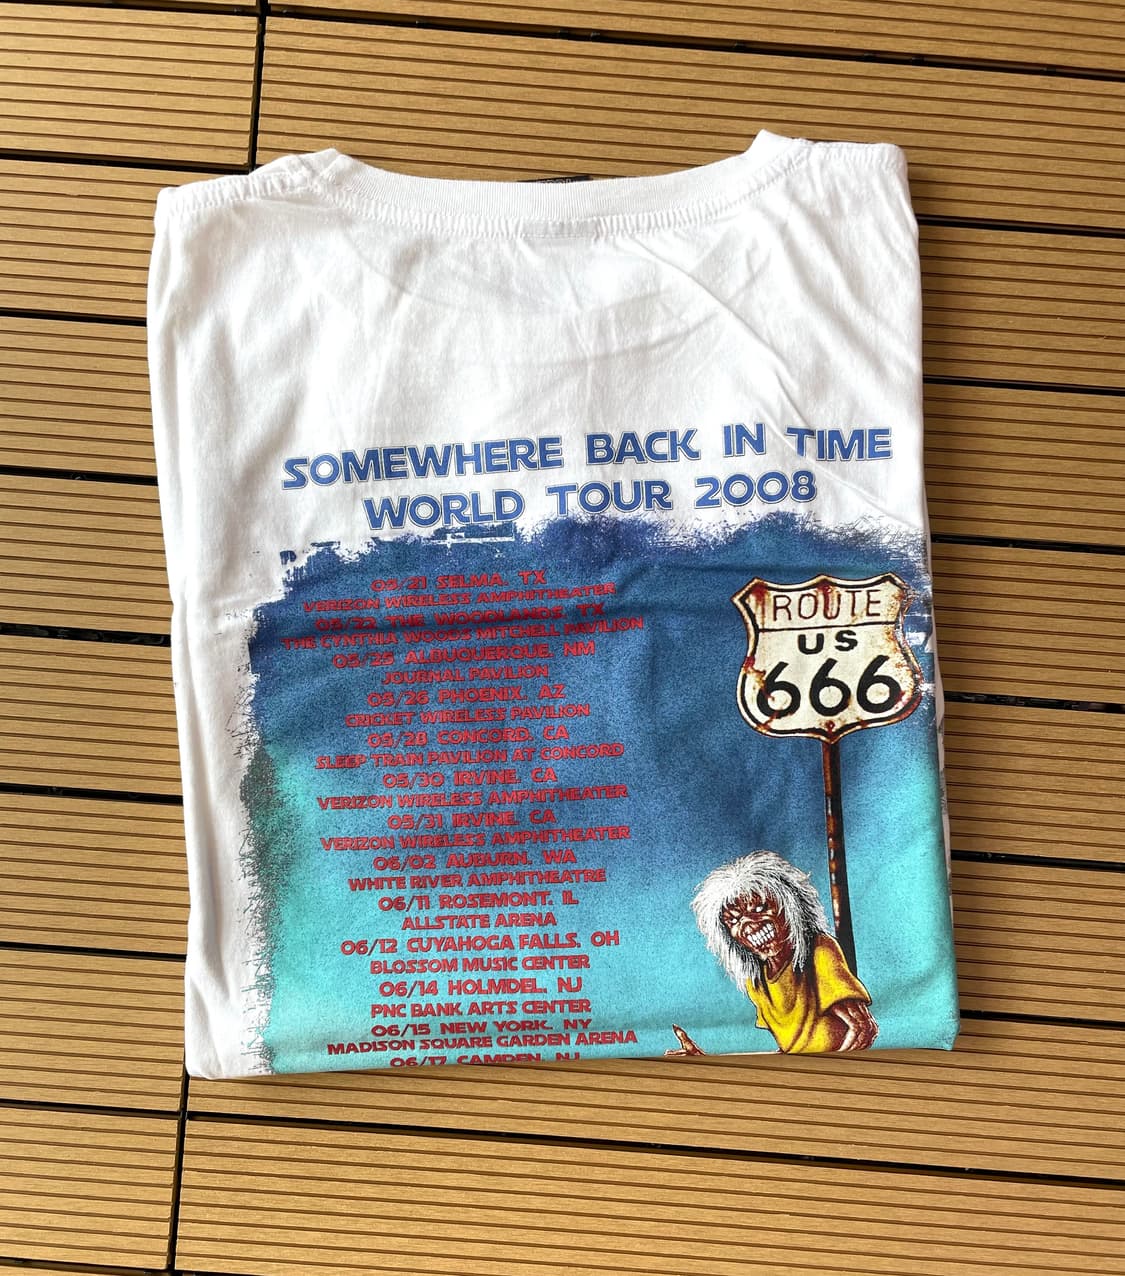 SOMEWHERE BACK IN TIME
WORLD TOUR 2008
05/21 SELMA, TX
VERIZON WIRELESS AMPHITHEATER
05/22 THE WOODLANDS, TX
THE CYNTHIA WOODS MITCHELL PAVILION
05/25 ALBUQUERQUE, NM
JOURNAL PAVILION
05/26 PHOENIX, AZ
CRICKET WIRELESS PAVILION
05/28 CONCORD, CA
SLEEP TRAIN PAVILION AT CONCORD
05/30 IRVINE, CA
VERIZON WIRELESS AMPHITHEATER
05/31 IRVINE, CA
VERIZON WIRELESS AMPHITHEATER
06/02 AUBURN, WA
WHITE RIVER AMPHITHEATRE
06/11 ROSEMONT, IL
ALLSTATE ARENA
06/12 CUYAHOGA FALLS, OH
BLOSSOM MUSIC CENTER
06/14 HOLMDEL, NJ
PNC BANK ARTS CENTER
06/15 NEW YORK, NY
MADISON SQUARE GARDEN ARENA
06/17 CAMDEN, NJ
ROUTE
US
666